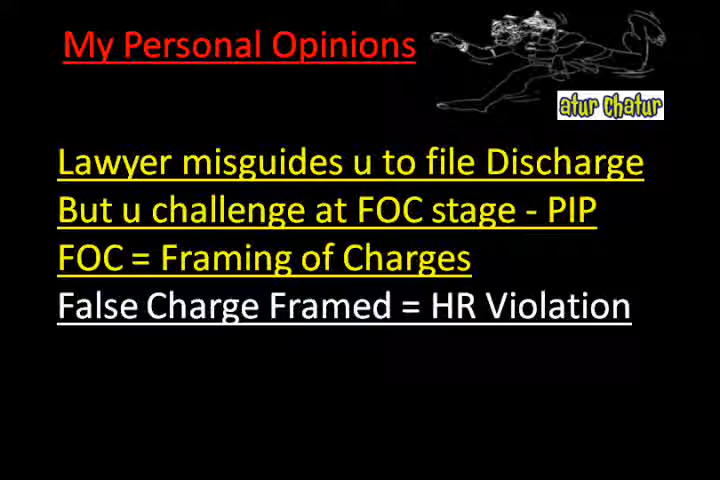 My Personal Opinions
atur chatur
Lawyer misguides u to file Discharge
But u challenge at FOC stage - PIP
FOC = Framing of Charges
False Charge Framed = HR Violation